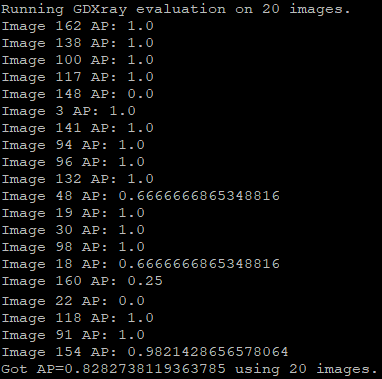 Running GDXray evaluation on 20 images.
Image 162 AP: 1.0
Image 138 AP: 1.0
Image 100 AP: 1.0
Image 117 AP: 1.0
Image 148 AP: 0.0
Image 3 AP: 1.0
Image 141 AP: 1.0
Image 94 AP: 1.0
Image 96 AP: 1.0
Image 132 AP: 1.0
Image 48 AP: 0.6666666865348816
Image 19 AP: 1.0
Image 30 AP: 1.0
Image 98 AP: 1.0
Image 18 AP: 0.6666666865348816
Image 160 AP: 0.25
Image 22 AP: 0.0
Image 118 AP: 1.0
Image 91 AP: 1.0
Image 154 AP: 0.9821428656578064
Got AP=0.8282738119363785 using 20 images.